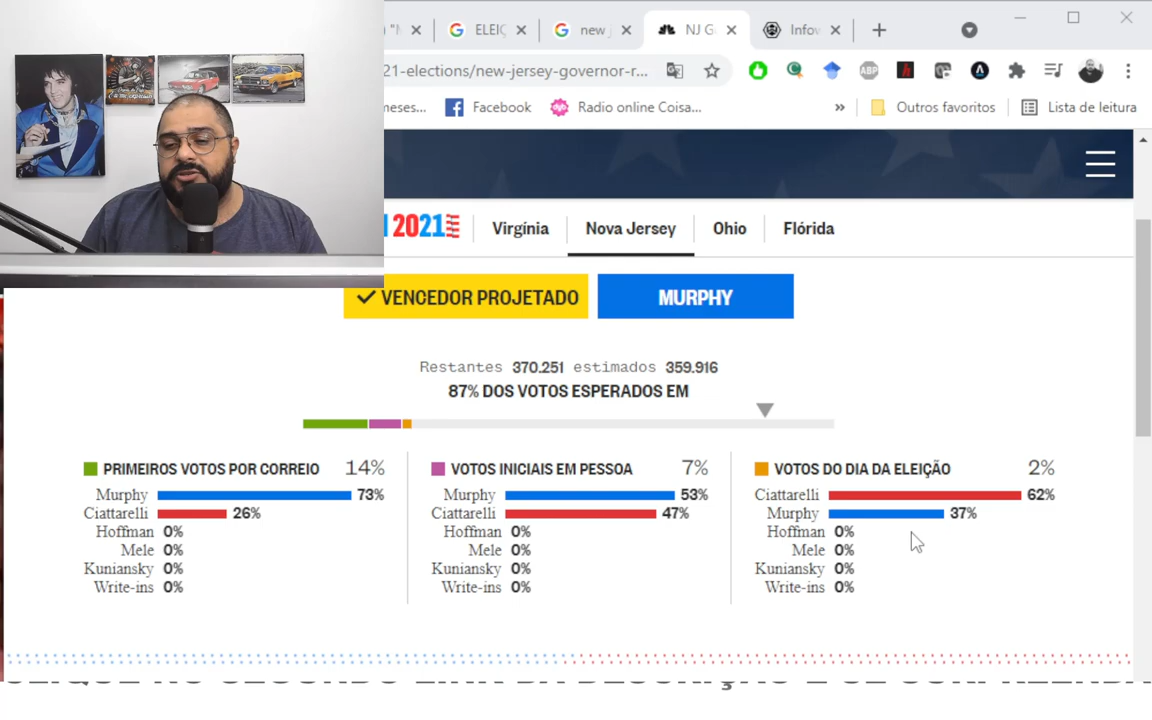 ELEIÇ
new j
NJ G
Infow
21-elections/new-jersey-governor-r...
ABP
neses...
Facebook
Radio online Coisa...
»
Outros favoritos
Lista de leitura
2021
Virgínia
Nova Jersey
Ohio
Flórida
VENCEDOR PROJETADO
MURPHY
Restantes 370.251 estimados 359.916
87% DOS VOTOS ESPERADOS EM
PRIMEIROS VOTOS POR CORREIO 14%
Murphy 73%
Ciattarelli 26%
Hoffman 0%
Mele 0%
Kuniansky 0%
Write-ins 0%
VOTOS INICIAIS EM PESSOA 7%
Murphy 53%
Ciattarelli 47%
Hoffman 0%
Mele 0%
Kuniansky 0%
Write-ins 0%
VOTOS DO DIA DA ELEIÇÃO 2%
Ciattarelli 62%
Murphy 37%
Hoffman 0%
Mele 0%
Kuniansky 0%
Write-ins 0%